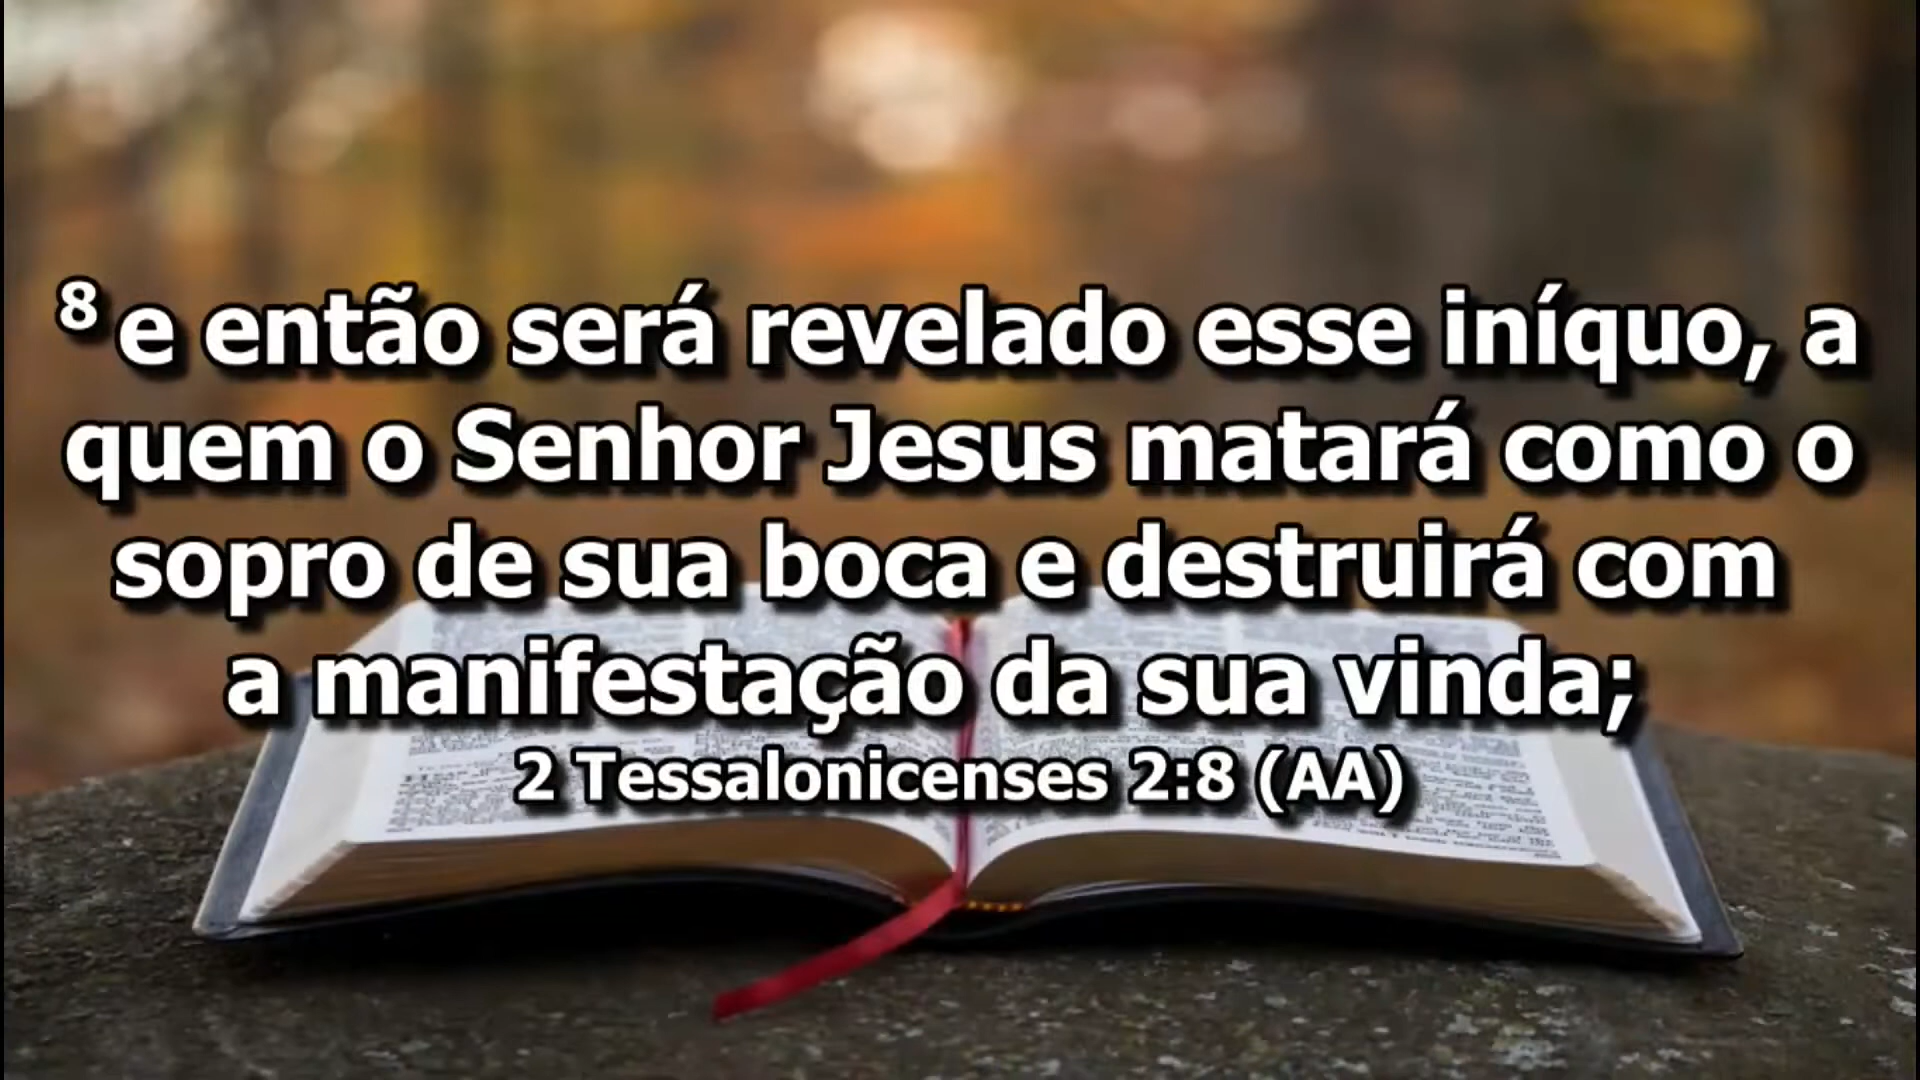 8 e então será revelado esse iníquo, a
quem o Senhor Jesus matará como o
sopro de sua boca e destruirá com
a manifestação da sua vinda;
2 Tessalonicenses 2:8 (AA)